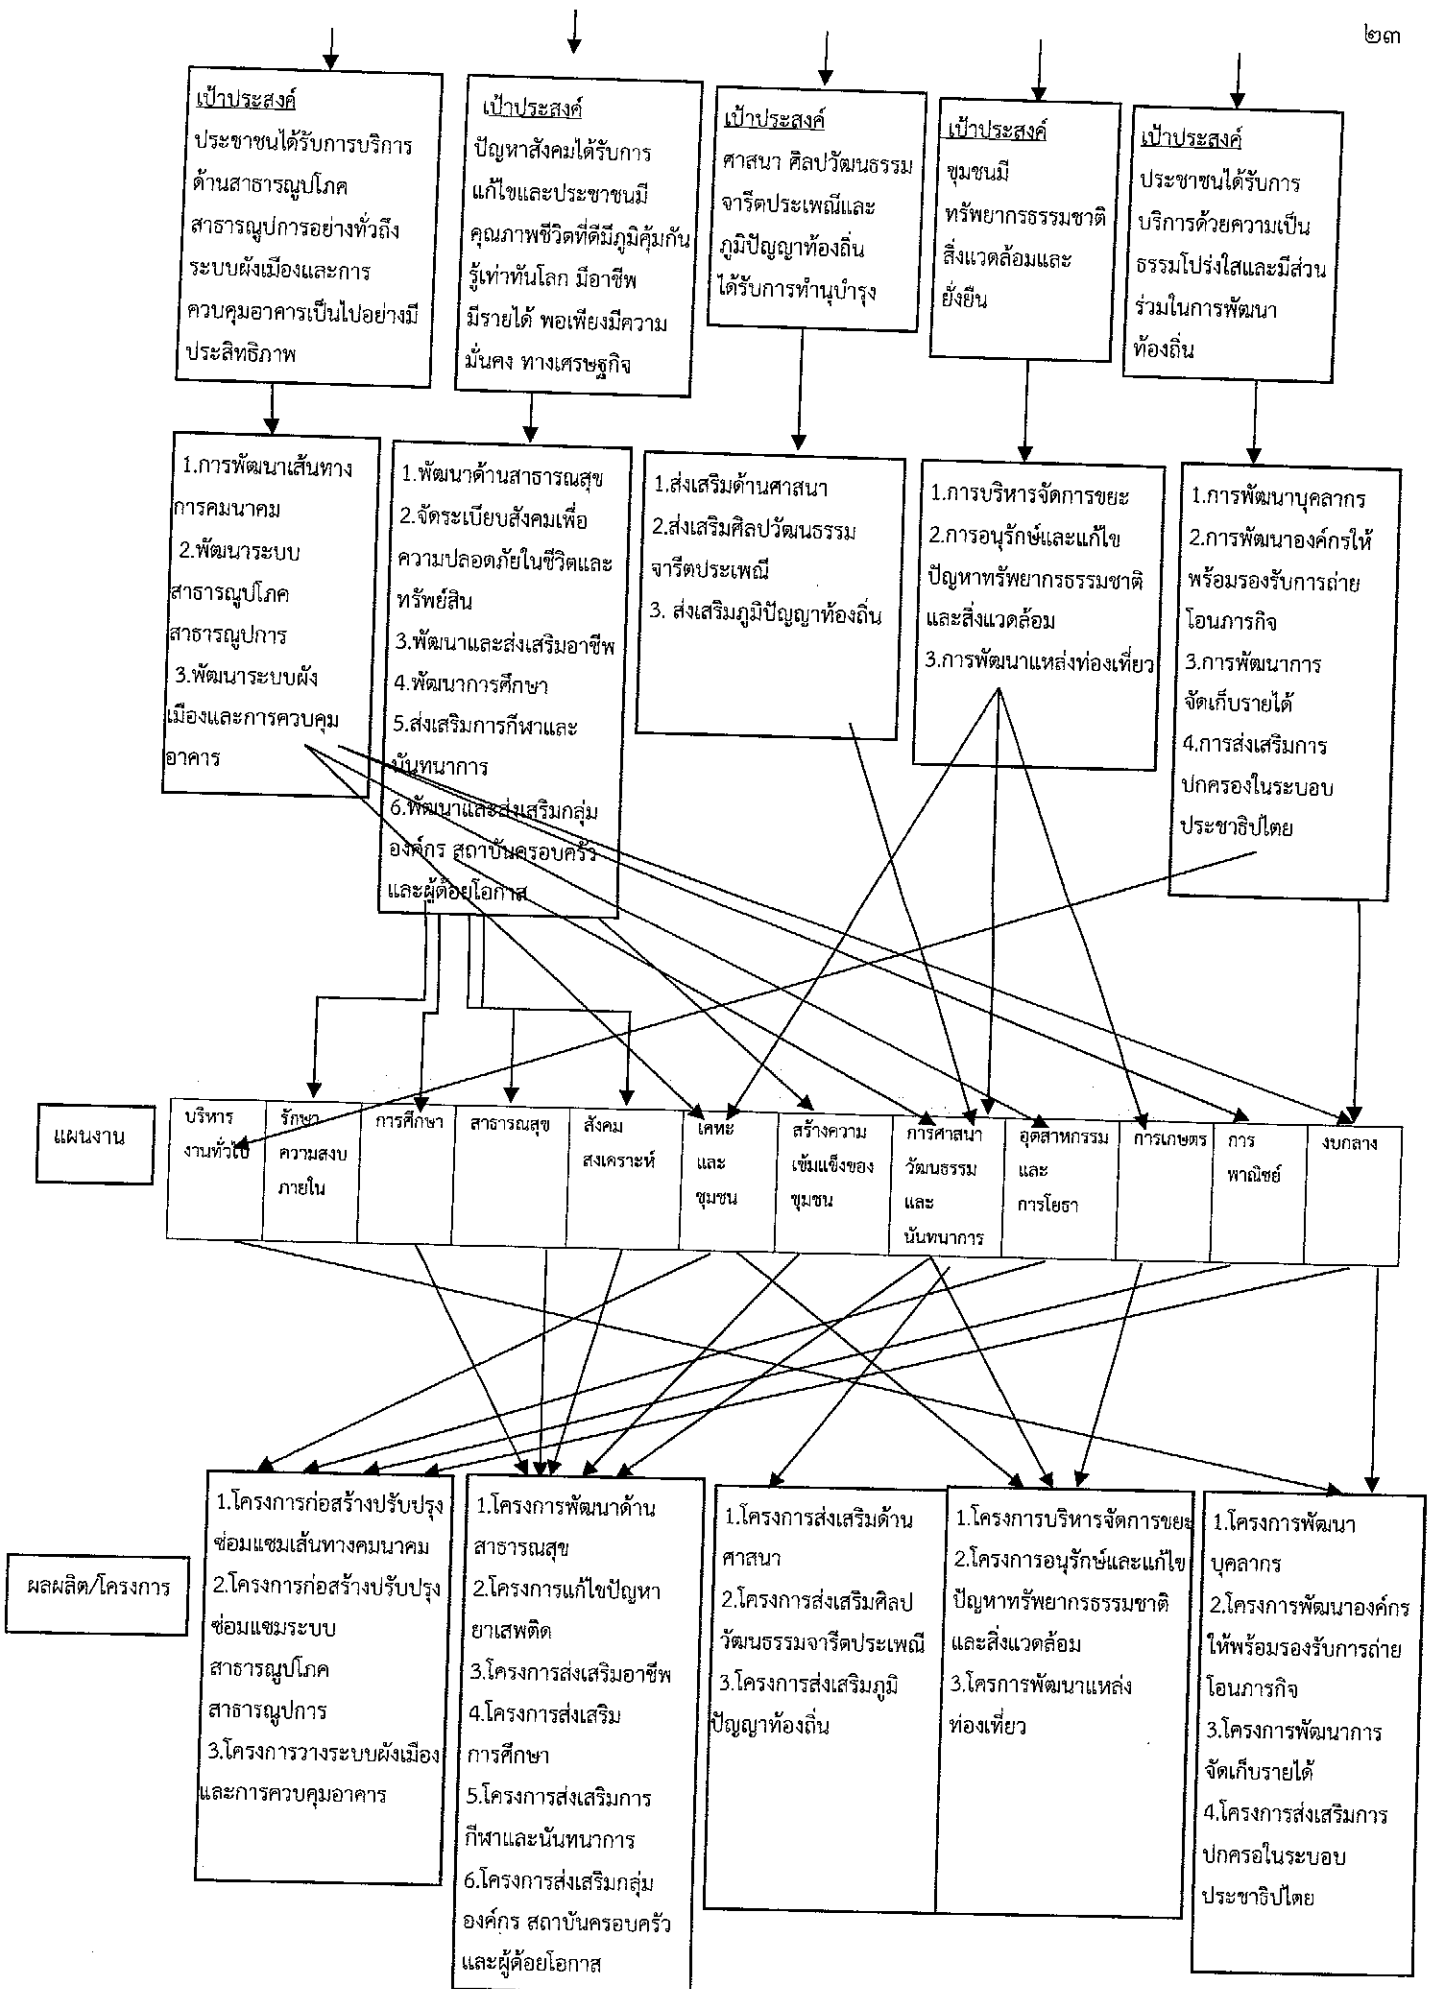 ๒๓
เป้าประสงค์
ประชาชนได้รับการบริการ
ด้านสาธารณูปโภค
สาธารณูปการอย่างทั่วถึง
ระบบผังเมืองและการ
ควบคุมอาคารเป็นไปอย่างมี
ประสิทธิภาพ
เป้าประสงค์
ปัญหาสังคมได้รับการ
แก้ไขและประชาชนมี
คุณภาพชีวิตที่ดีมีภูมิคุ้มกัน
รู้เท่าทันโลก มีอาชีพ
มีรายได้ พอเพียงมีความ
มั่นคง ทางเศรษฐกิจ
เป้าประสงค์
ศาสนา ศิลปวัฒนธรรม
จารีตประเพณีและ
ภูมิปัญญาท้องถิ่น
ได้รับการทำนุบำรุง
เป้าประสงค์
ชุมชนมี
ทรัพยากรธรรมชาติ
สิ่งแวดล้อมและ
ยั่งยืน
เป้าประสงค์
ประชาชนได้รับการ
บริการด้วยความเป็น
ธรรมโปร่งใสและมีส่วน
ร่วมในการพัฒนา
ท้องถิ่น
1.การพัฒนาเส้นทาง
การคมนาคม
2.พัฒนาระบบ
สาธารณูปโภค
สาธารณูปการ
3.พัฒนาระบบผัง
เมืองและการควบคุม
อาคาร
1.พัฒนาด้านสาธารณสุข
2.จัดระเบียบสังคมเพื่อ
ความปลอดภัยในชีวิตและ
ทรัพย์สิน
3.พัฒนาและส่งเสริมอาชีพ
4.พัฒนาการศึกษา
5.ส่งเสริมการกีฬาและ
นันทนาการ
6.พัฒนาและส่งเสริมกลุ่ม
องค์กร สถาบันครอบครัว
และผู้ด้อยโอกาส
1.ส่งเสริมด้านศาสนา
2.ส่งเสริมศิลปวัฒนธรรม
จารีตประเพณี
3. ส่งเสริมภูมิปัญญาท้องถิ่น
1.การบริหารจัดการขยะ
2.การอนุรักษ์และแก้ไข
ปัญหาทรัพยากรธรรมชาติ
และสิ่งแวดล้อม
3.การพัฒนาแหล่งท่องเที่ยว
1.การพัฒนาบุคลากร
2.การพัฒนาองค์กรให้
พร้อมรองรับการถ่าย
โอนภารกิจ
3.การพัฒนาการ
จัดเก็บรายได้
4.การส่งเสริมการ
ปกครองในระบอบ
ประชาธิปไตย
แผนงาน
บริหาร
งานทั่วไป
รักษา
ความสงบ
ภายใน
การศึกษา
สาธารณสุข
สังคม
สงเคราะห์
เคหะ
และ
ชุมชน
สร้างความ
เข้มแข็งของ
ชุมชน
การศาสนา
วัฒนธรรม
และ
นันทนาการ
อุตสาหกรรม
และ
การโยธา
การเกษตร
การ
พาณิชย์
งบกลาง
ผลผลิต/โครงการ
1.โครงการก่อสร้างปรับปรุง
ซ่อมแซมเส้นทางคมนาคม
2.โครงการก่อสร้างปรับปรุง
ซ่อมแซมระบบ
สาธารณูปโภค
สาธารณูปการ
3.โครงการวางระบบผังเมือง
และการควบคุมอาคาร
1.โครงการพัฒนาด้าน
สาธารณสุข
2.โครงการแก้ไขปัญหา
ยาเสพติด
3.โครงการส่งเสริมอาชีพ
4.โครงการส่งเสริม
การศึกษา
5.โครงการส่งเสริมการ
กีฬาและนันทนาการ
6.โครงการส่งเสริมกลุ่ม
องค์กร สถาบันครอบครัว
และผู้ด้อยโอกาส
1.โครงการส่งเสริมด้าน
ศาสนา
2.โครงการส่งเสริมศิลป
วัฒนธรรมจารีตประเพณี
3.โครงการส่งเสริมภูมิ
ปัญญาท้องถิ่น
1.โครงการบริหารจัดการขยะ
2.โครงการอนุรักษ์และแก้ไข
ปัญหาทรัพยากรธรรมชาติ
และสิ่งแวดล้อม
3.โครการพัฒนาแหล่ง
ท่องเที่ยว
1.โครงการพัฒนา
บุคลากร
2.โครงการพัฒนาองค์กร
ให้พร้อมรองรับการถ่าย
โอนภารกิจ
3.โครงการพัฒนาการ
จัดเก็บรายได้
4.โครงการส่งเสริมการ
ปกครอในระบอบ
ประชาธิปไตย